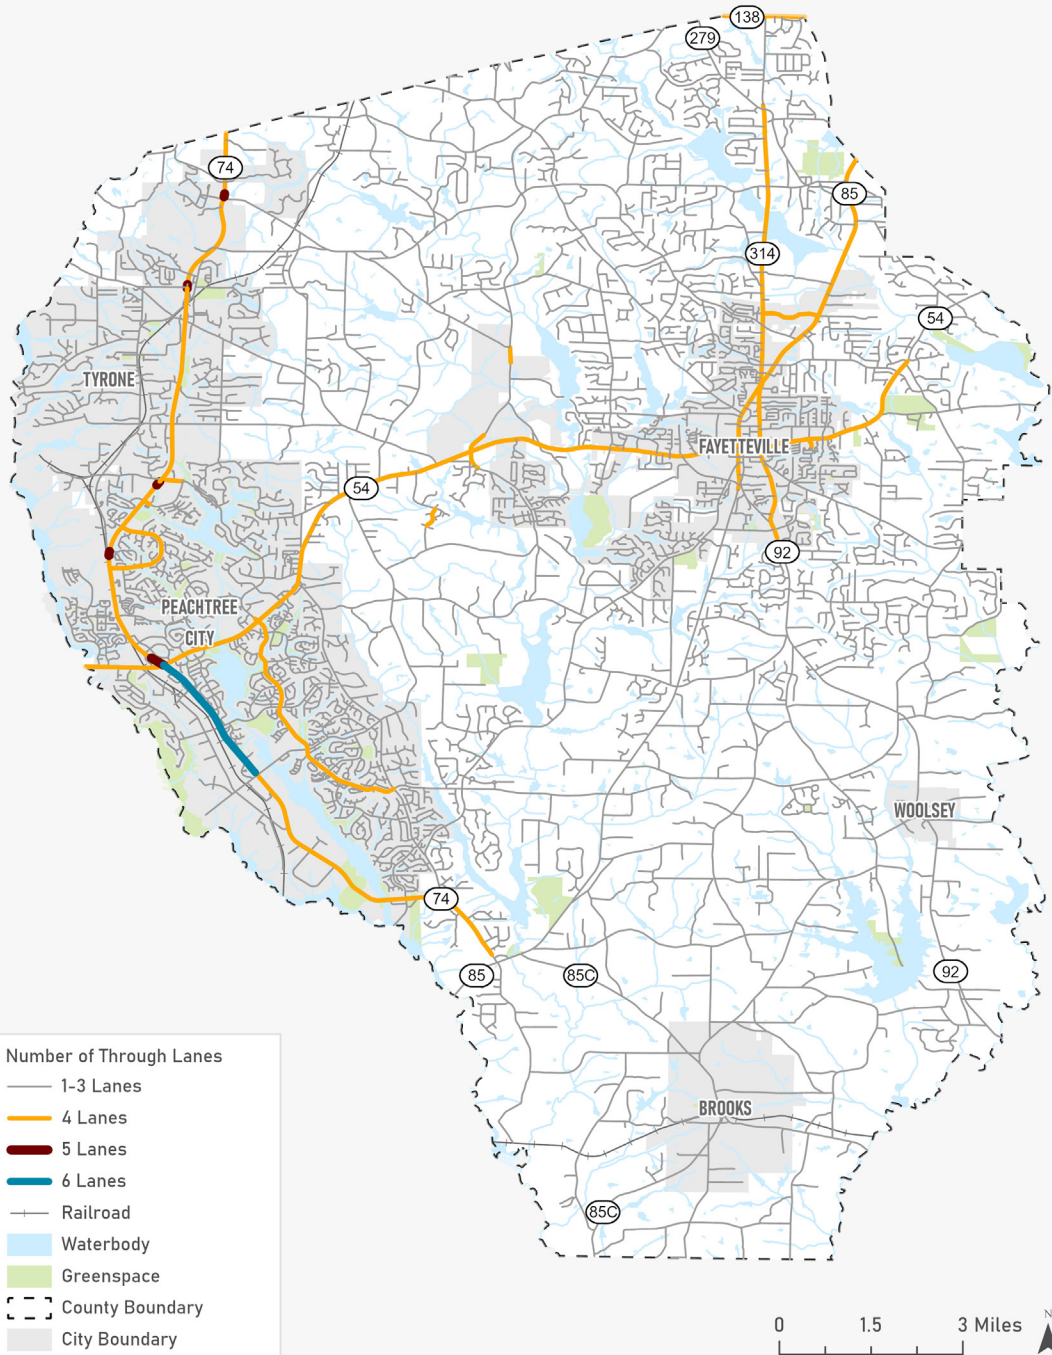 138
279
74
85
314
54
TYRONE
FAYETTEVILLE
54
92
PEACHTREE
CITY
WOOLSEY
74
85
85C
92
BROOKS
85C
Number of Through Lanes
1-3 Lanes
4 Lanes
5 Lanes
6 Lanes
Railroad
Waterbody
Greenspace
County Boundary
City Boundary
0 1.5 3 Miles
N